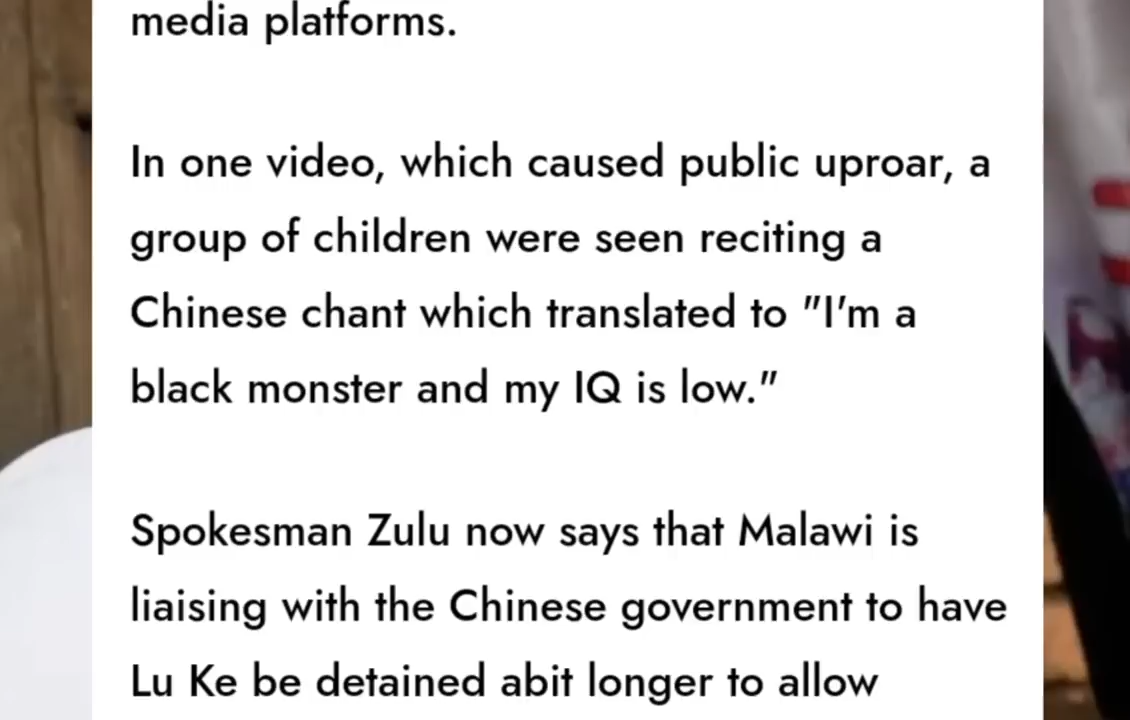 media platforms.
In one video, which caused public uproar, a
group of children were seen reciting a
Chinese chant which translated to "I'm a
black monster and my IQ is low."
Spokesman Zulu now says that Malawi is
liaising with the Chinese government to have
Lu Ke be detained abit longer to allow